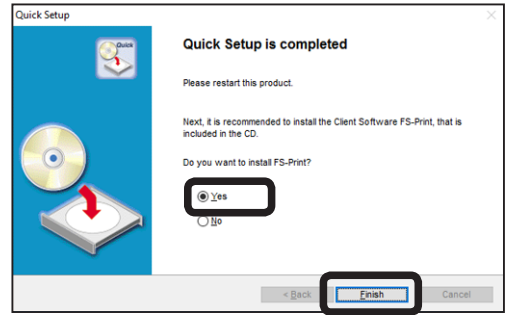 Quick Setup
Quick
Quick Setup is completed
Please restart this product.
Next, it is recommended to install the Client Software FS-Print, that is
included in the CD.
Do you want to install FS-Print?
Yes
No
< Back
Finish
Cancel